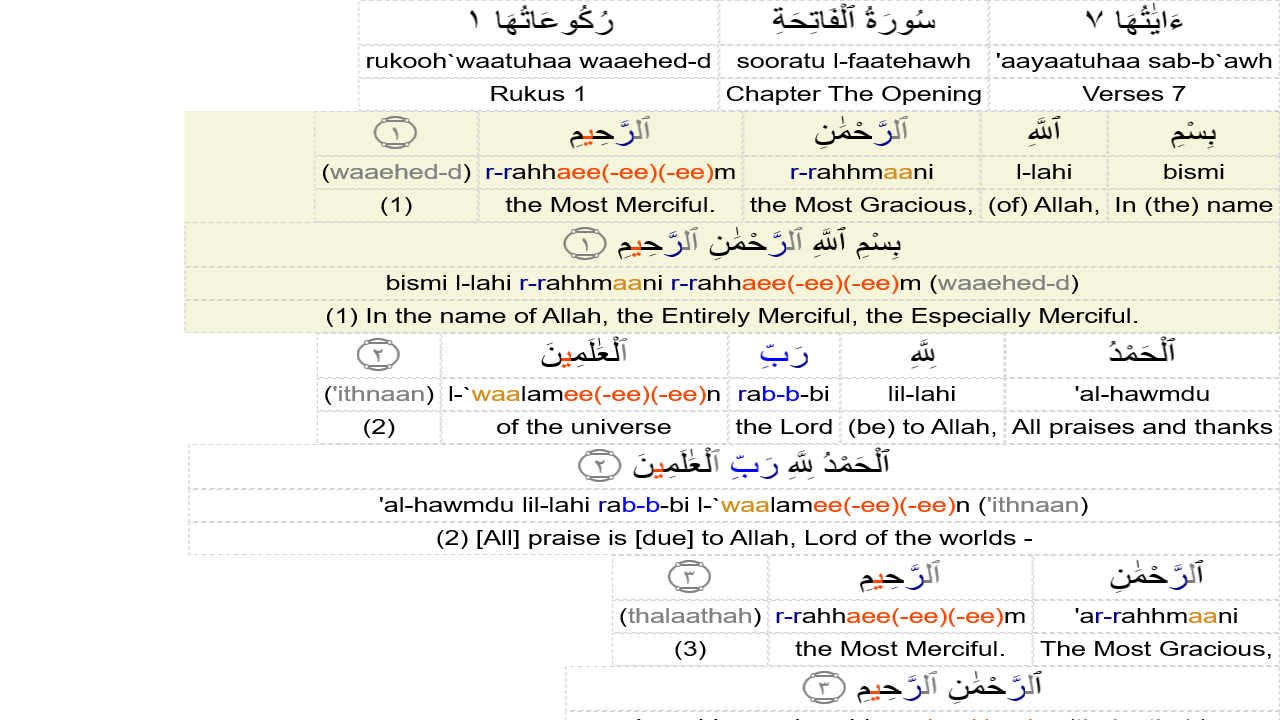 ءَايَٰتُهَا ٧ سُورَةُ ٱلْفَاتِحَةِ رُكُوعَاتُهَا ١
'aayaatuhaa sab-b`awh sooratu l-faatehawh rukooh`waatuhaa waaehed-d
Verses 7 Chapter The Opening Rukus 1
بِسْمِ ٱللَّهِ ٱلرَّحْمَٰنِ ٱلرَّحِيمِ ١
bismi l-lahi r-rahhmaani r-rahhaee(-ee)(-ee)m (waaehed-d)
In (the) name (of) Allah, the Most Gracious, the Most Merciful. (1)
بِسْمِ ٱللَّهِ ٱلرَّحْمَٰنِ ٱلرَّحِيمِ ١
bismi l-lahi r-rahhmaani r-rahhaee(-ee)(-ee)m (waaehed-d)
(1) In the name of Allah, the Entirely Merciful, the Especially Merciful.
ٱلْحَمْدُ لِلَّهِ رَبِّ ٱلْعَٰلَمِينَ ٢
'al-hawmdu lil-lahi rab-b-bi l-`waalamee(-ee)(-ee)n ('ithnaan)
All praises and thanks (be) to Allah, the Lord of the universe (2)
ٱلْحَمْدُ لِلَّهِ رَبِّ ٱلْعَٰلَمِينَ ٢
'al-hawmdu lil-lahi rab-b-bi l-`waalamee(-ee)(-ee)n ('ithnaan)
(2) [All] praise is [due] to Allah, Lord of the worlds -
ٱلرَّحْمَٰنِ ٱلرَّحِيمِ ٣
'ar-rahhmaani r-rahhaee(-ee)(-ee)m (thalaathah)
The Most Gracious, the Most Merciful. (3)
ٱلرَّحْمَٰنِ ٱلرَّحِيمِ ٣